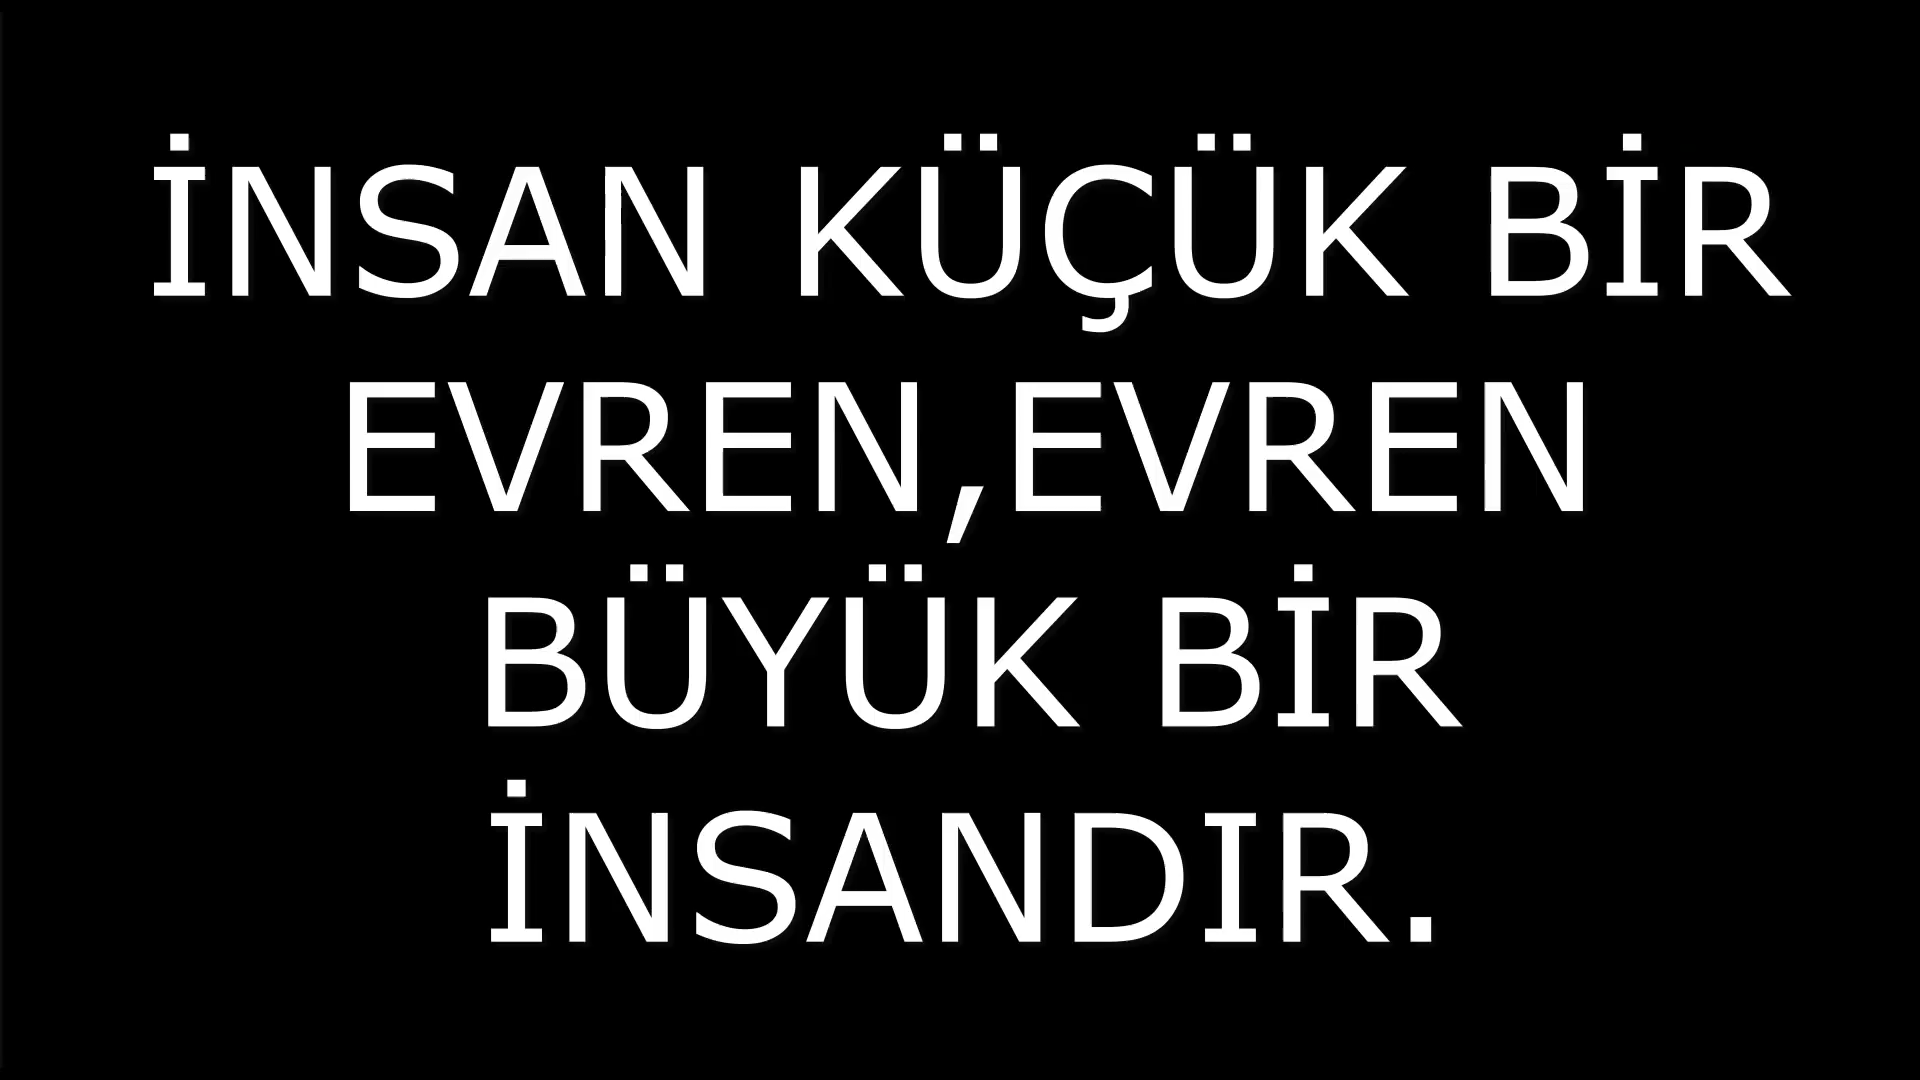 İNSAN KÜÇÜK BİR
EVREN,EVREN
BÜYÜK BİR
İNSANDIR.